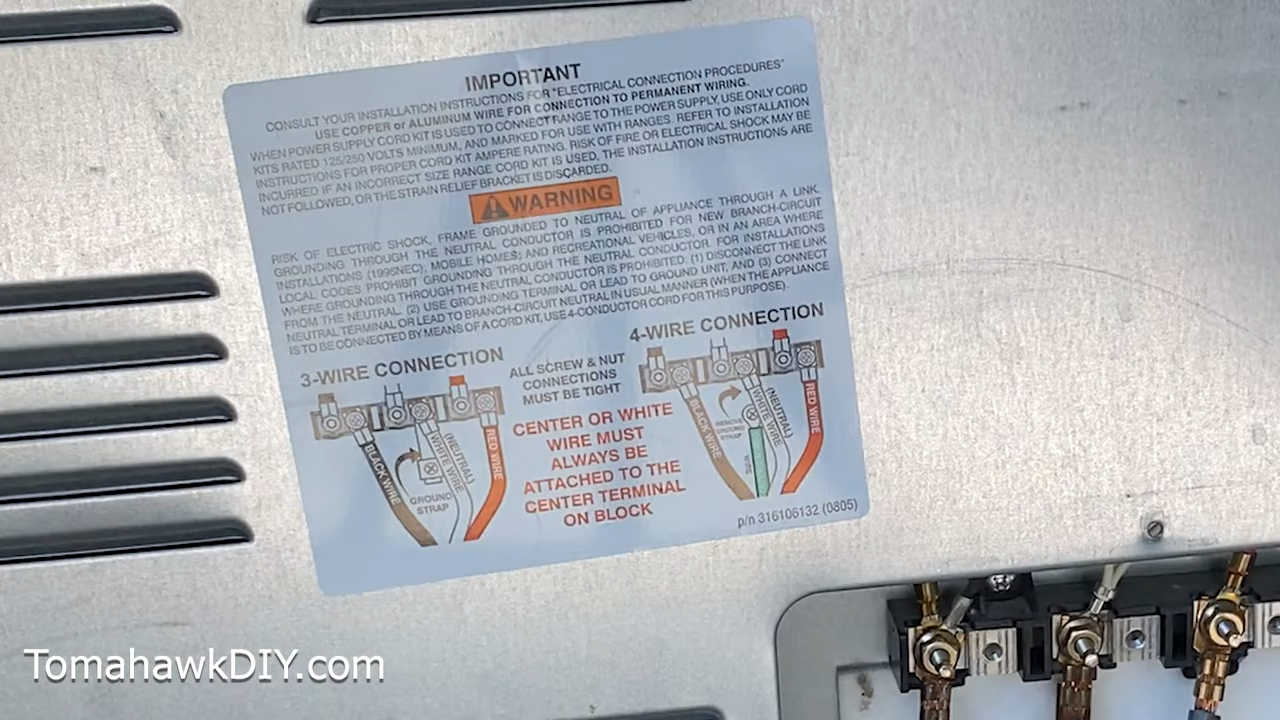 IMPORTANT
CONSULT YOUR INSTALLATION INSTRUCTIONS FOR "ELECTRICAL CONNECTION PROCEDURES"
USE COPPER or ALUMINUM WIRE FOR CONNECTION TO PERMANENT WIRING.
WHEN POWER SUPPLY CORD KIT IS USED TO CONNECT RANGE TO THE POWER SUPPLY, USE ONLY CORD
KITS RATED 125/250 VOLTS MINIMUM, AND MARKED FOR USE WITH RANGES. REFER TO INSTALLATION
INSTRUCTIONS FOR PROPER CORD KIT AMPERE RATING. RISK OF FIRE OR ELECTRICAL SHOCK MAY BE
INCURRED IF AN INCORRECT SIZE RANGE CORD KIT IS USED, THE INSTALLATION INSTRUCTIONS ARE
NOT FOLLOWED, OR THE STRAIN RELIEF BRACKET IS DISCARDED.
WARNING
RISK OF ELECTRIC SHOCK, FRAME GROUNDED TO NEUTRAL OF APPLIANCE THROUGH A LINK.
GROUNDING THROUGH THE NEUTRAL CONDUCTOR IS PROHIBITED FOR NEW BRANCH-CIRCUIT
INSTALLATIONS (1996NEC); MOBILE HOMES; AND RECREATIONAL VEHICLES, OR IN AN AREA WHERE
LOCAL CODES PROHIBIT GROUNDING THROUGH THE NEUTRAL CONDUCTOR. FOR INSTALLATIONS
WHERE GROUNDING THROUGH THE NEUTRAL CONDUCTOR IS PROHIBITED: (1) DISCONNECT THE LINK
FROM THE NEUTRAL. (2) USE GROUNDING TERMINAL OR LEAD TO GROUND UNIT, AND (3) CONNECT
NEUTRAL TERMINAL OR LEAD TO BRANCH-CIRCUIT NEUTRAL IN USUAL MANNER (WHEN THE APPLIANCE
IS TO BE CONNECTED BY MEANS OF A CORD KIT, USE 4-CONDUCTOR CORD FOR THIS PURPOSE).
3-WIRE CONNECTION
BLACK WIRE
GROUND
STRAP
(NEUTRAL)
WHITE WIRE
RED WIRE
ALL SCREW & NUT
CONNECTIONS
MUST BE TIGHT
CENTER OR WHITE
WIRE MUST
ALWAYS BE
ATTACHED TO THE
CENTER TERMINAL
ON BLOCK
4-WIRE CONNECTION
BLACK WIRE
REMOVE
GROUND
STRAP
(NEUTRAL)
WHITE WIRE
RED WIRE
p/n 316106132 (0805)
TomahawkDIY.com